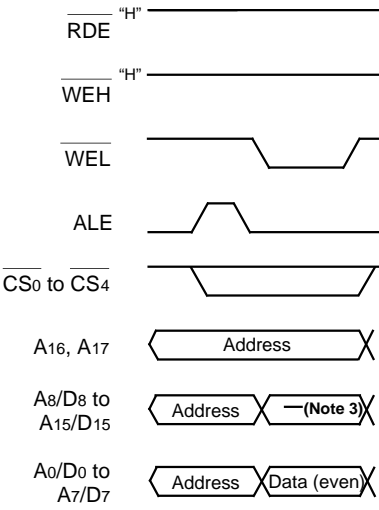 RDE "H"
WEH "H"
WEL
ALE
CS0 to CS4
A16, A17 Address
A8/D8 to
A15/D15 Address —(Note 3)
A0/D0 to
A7/D7 Address Data (even)